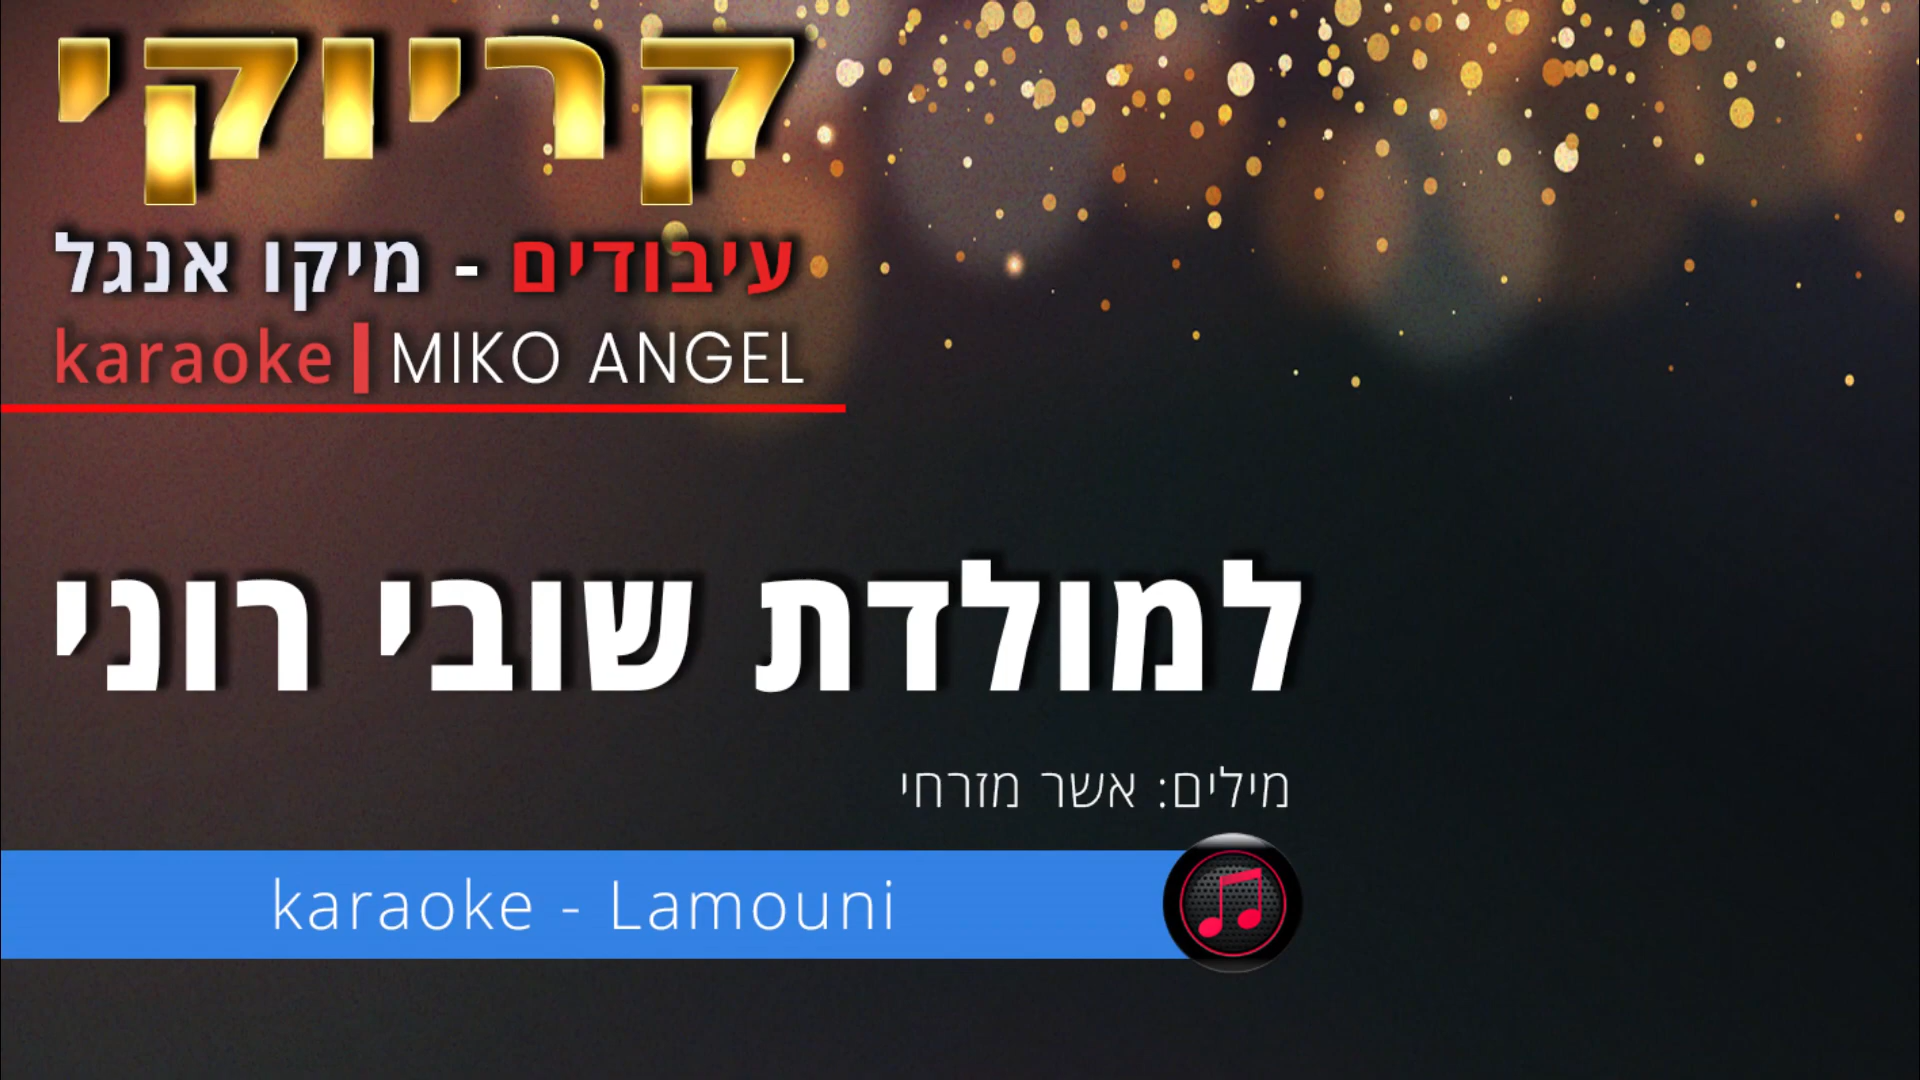 קריוקי
עיבודים - מיקו אנגל
karaoke | MIKO ANGEL
למולדת שובי רוני
מילים: אשר מזרחי
karaoke - Lamouni